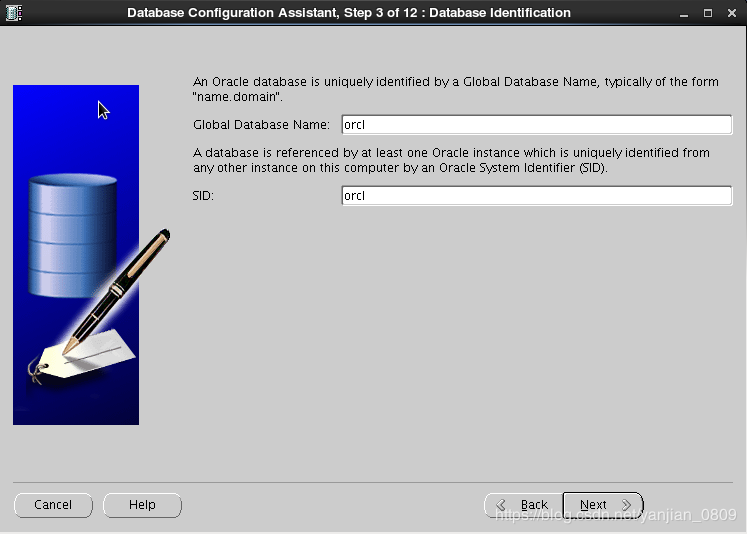 Database Configuration Assistant, Step 3 of 12 : Database Identification
An Oracle database is uniquely identified by a Global Database Name, typically of the form
"name.domain".
Global Database Name: orcl
A database is referenced by at least one Oracle instance which is uniquely identified from
any other instance on this computer by an Oracle System Identifier (SID).
SID: orcl
Cancel Help Back Next
https://blog.csdn.net/yanjian_0809